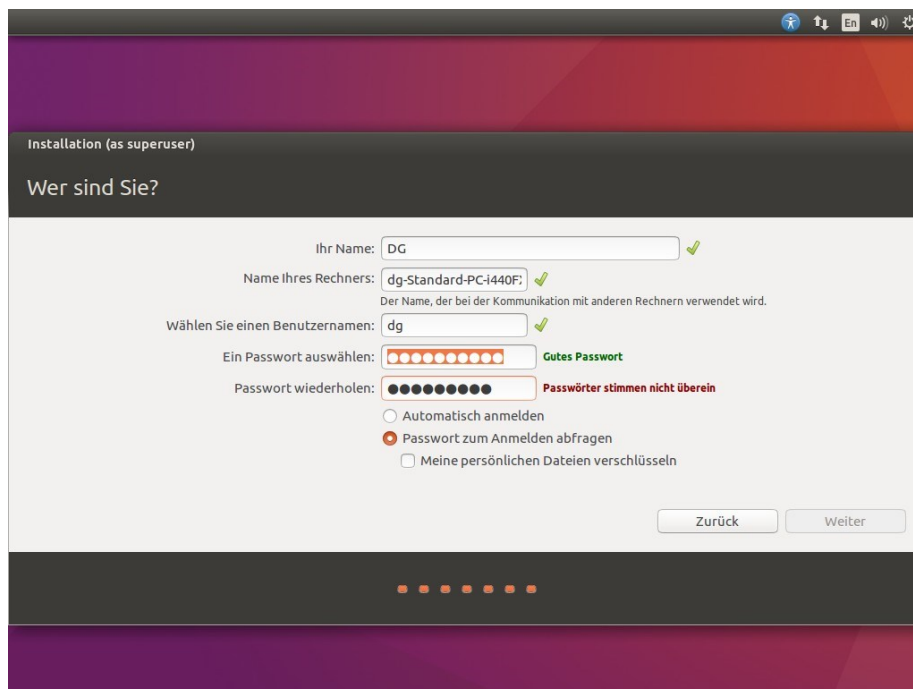 En
Installation (as superuser)
Wer sind Sie?
Ihr Name: DG
Name Ihres Rechners: dg-Standard-PC-i440FX
Der Name, der bei der Kommunikation mit anderen Rechnern verwendet wird.
Wählen Sie einen Benutzernamen: dg
Ein Passwort auswählen: ●●●●●●●●●● Gutes Passwort
Passwort wiederholen: ●●●●●●●●● Passwörter stimmen nicht überein
Automatisch anmelden
Passwort zum Anmelden abfragen
Meine persönlichen Dateien verschlüsseln
Zurück Weiter